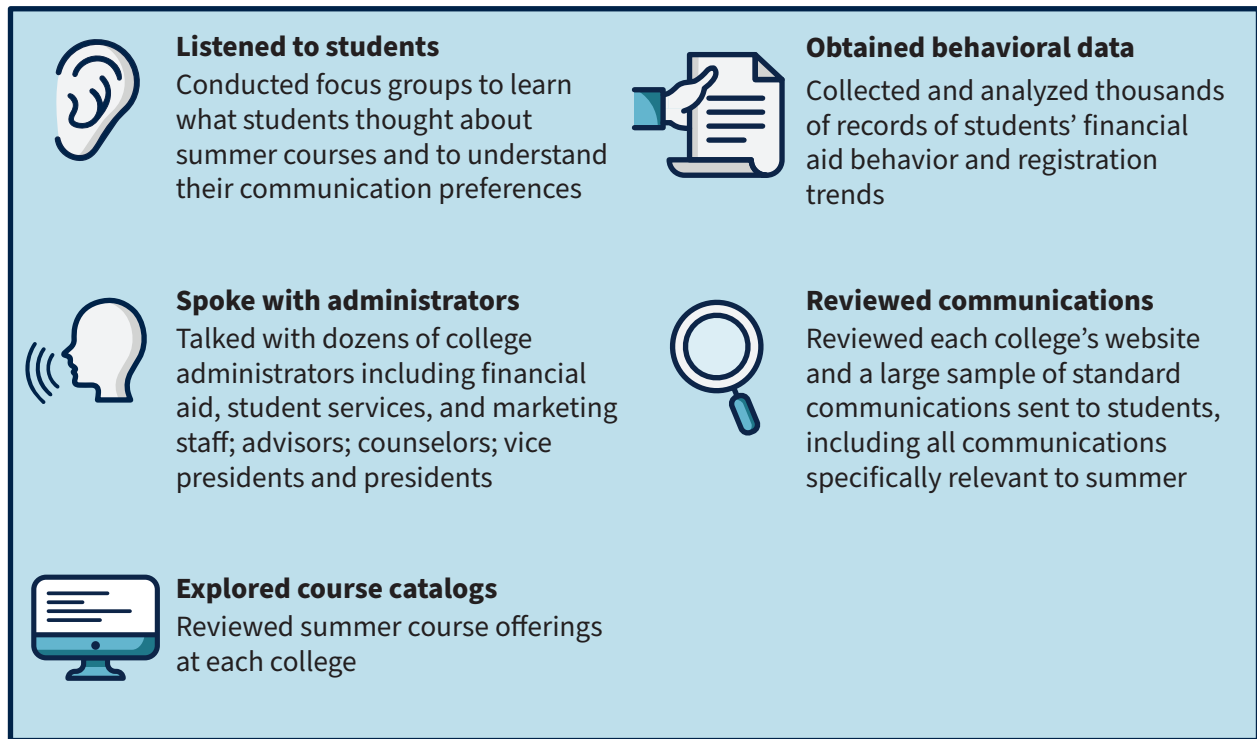 Listened to students
Conducted focus groups to learn
what students thought about
summer courses and to understand
their communication preferences
Obtained behavioral data
Collected and analyzed thousands
of records of students’ financial
aid behavior and registration
trends
Spoke with administrators
Talked with dozens of college
administrators including financial
aid, student services, and marketing
staff; advisors; counselors; vice
presidents and presidents
Reviewed communications
Reviewed each college’s website
and a large sample of standard
communications sent to students,
including all communications
specifically relevant to summer
Explored course catalogs
Reviewed summer course offerings
at each college